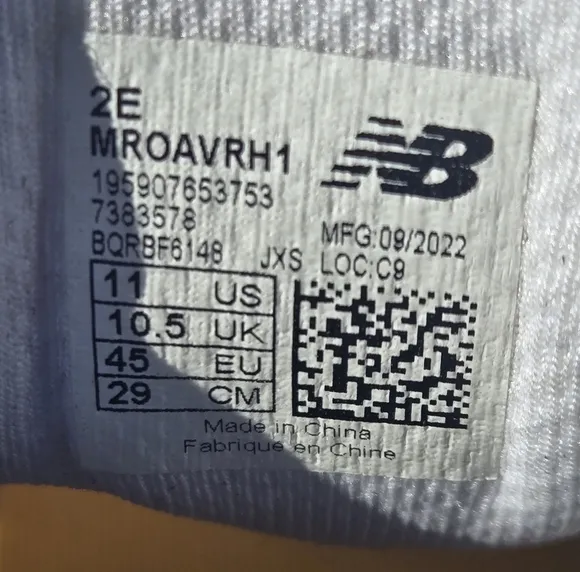 2E
MROAVRH1
195907653753
7383578
BQRBF6148 JXS
NB
MFG:09/2022
LOC:C9
11 US
10.5 UK
45 EU
29 CM
Made in China
Fabrique en Chine